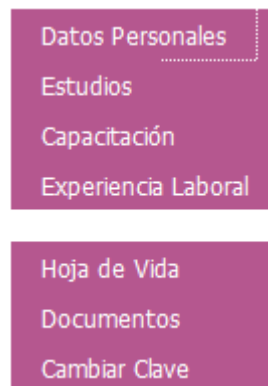 Datos Personales
Estudios
Capacitación
Experiencia Laboral
Hoja de Vida
Documentos
Cambiar Clave